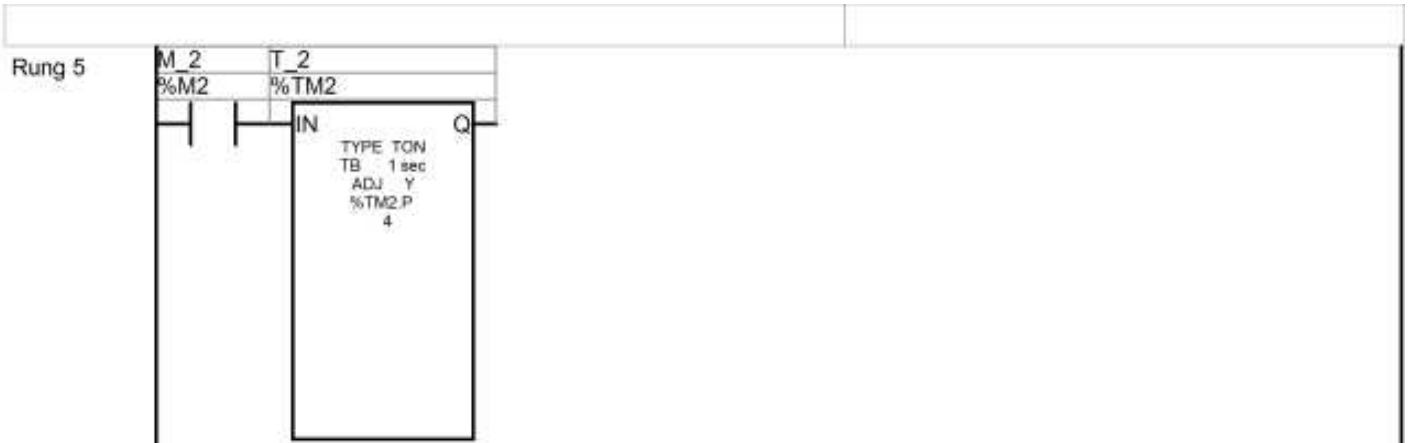 Rung 5
M_2 T_2
%M2 %TM2
IN Q
TYPE TON
TB 1 sec
ADJ Y
%TM2.P
4